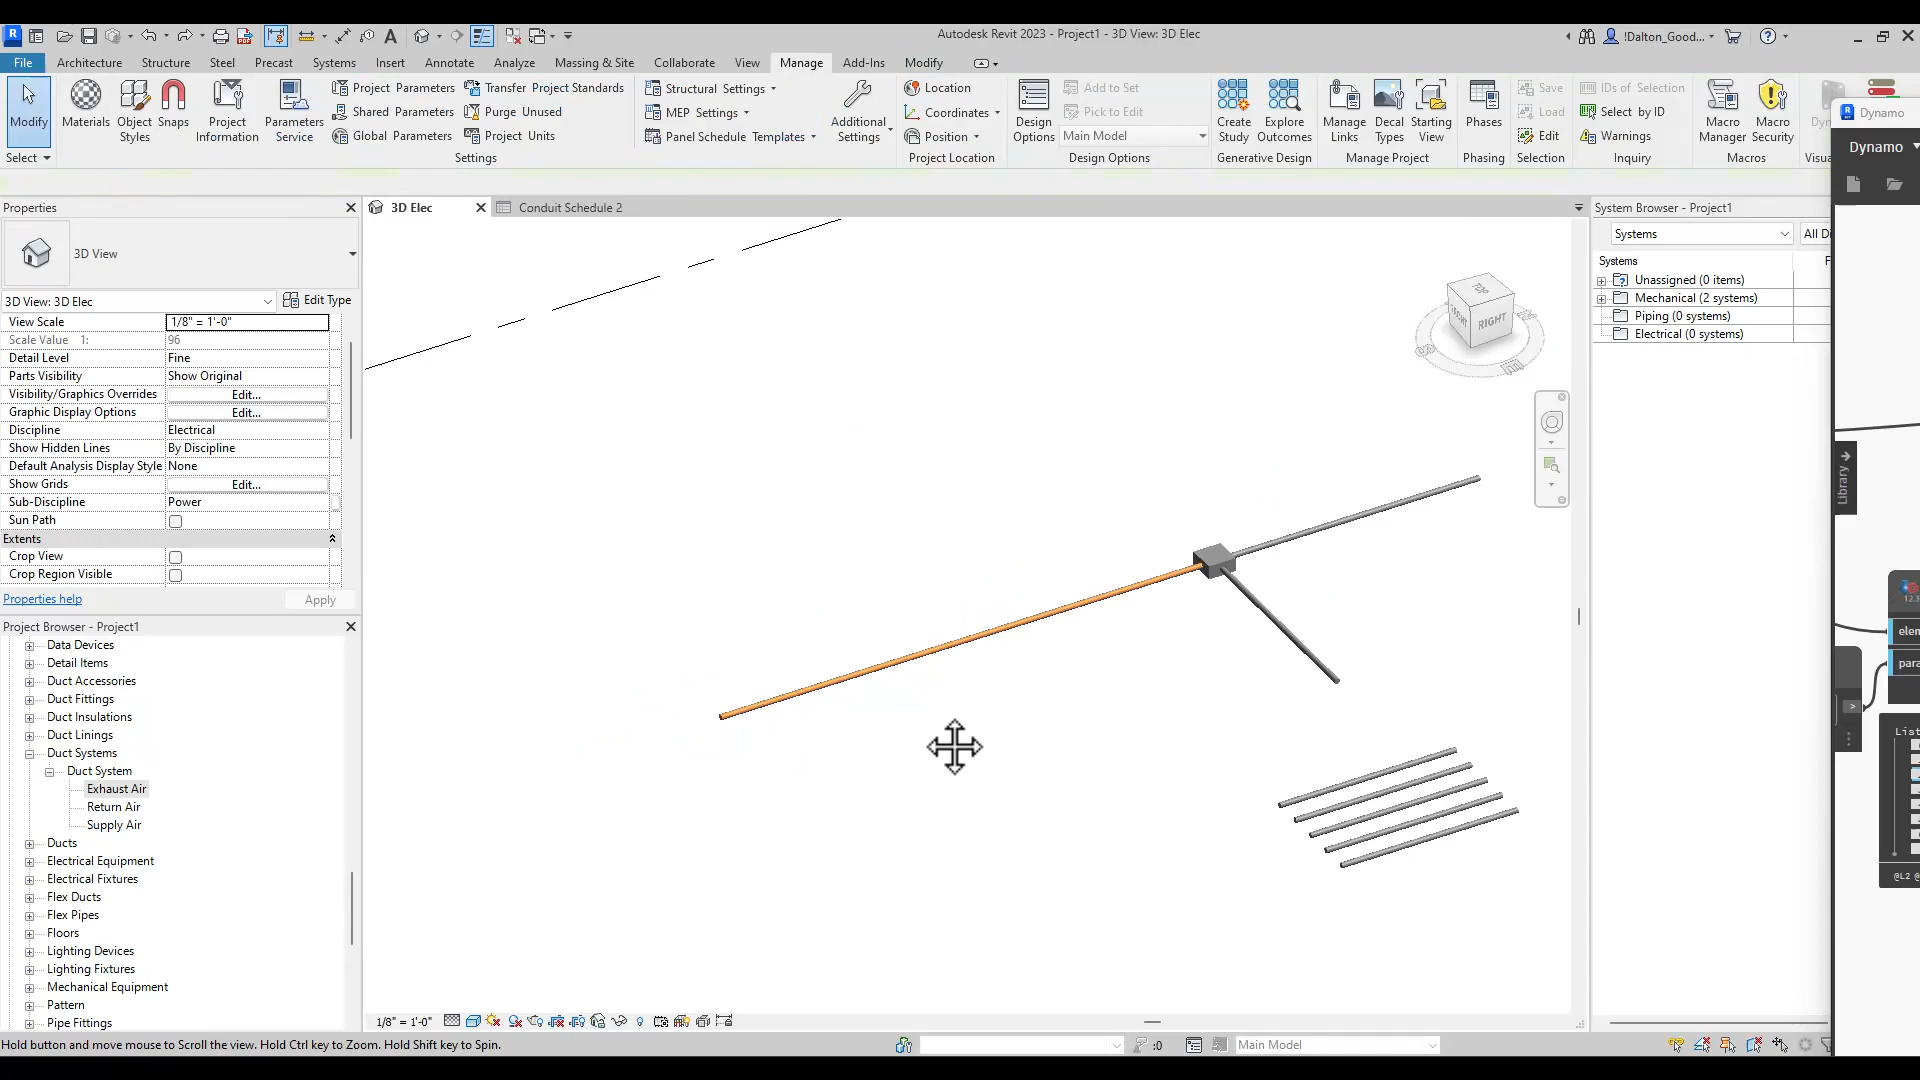 Autodesk Revit 2023 - Project1 - 3D View: 3D Elec
!Dalton_Good...
File Architecture Structure Steel Precast Systems Insert Annotate Analyze Massing & Site Collaborate View Manage Add-Ins Modify
Modify
Select
Materials
Object Styles
Snaps
Project Information
Parameters Service
Project Parameters
Shared Parameters
Global Parameters
Transfer Project Standards
Purge Unused
Project Units
Settings
Structural Settings
MEP Settings
Panel Schedule Templates
Additional Settings
Location
Coordinates
Position
Project Location
Design Options
Add to Set
Pick to Edit
Main Model
Design Options
Create Study
Explore Outcomes
Generative Design
Manage Links
Decal Types
Starting View
Manage Project
Phases
Phasing
Save
Load
Edit
Selection
IDs of Selection
Select by ID
Warnings
Inquiry
Macro Manager
Macro Security
Macros
Dyn
Visua
Dynamo
Dynamo
Properties
3D View
3D View: 3D Elec
Edit Type
View Scale 1/8" = 1'-0"
Scale Value 1: 96
Detail Level Fine
Parts Visibility Show Original
Visibility/Graphics Overrides Edit...
Graphic Display Options Edit...
Discipline Electrical
Show Hidden Lines By Discipline
Default Analysis Display Style None
Show Grids Edit...
Sub-Discipline Power
Sun Path
Extents
Crop View
Crop Region Visible
Properties help
Apply
Project Browser - Project1
Data Devices
Detail Items
Duct Accessories
Duct Fittings
Duct Insulations
Duct Linings
Duct Systems
Duct System
Exhaust Air
Return Air
Supply Air
Ducts
Electrical Equipment
Electrical Fixtures
Flex Ducts
Flex Pipes
Floors
Lighting Devices
Lighting Fixtures
Mechanical Equipment
Pattern
Pipe Fittings
3D Elec
Conduit Schedule 2
TOP
RIGHT
System Browser - Project1
Systems
All Di
Systems
F
Unassigned (0 items)
Mechanical (2 systems)
Piping (0 systems)
Electrical (0 systems)
Library
elen
para
>
List
@L2 @
1/8" = 1'-0"
Hold button and move mouse to Scroll the view. Hold Ctrl key to Zoom. Hold Shift key to Spin.
:0
Main Model